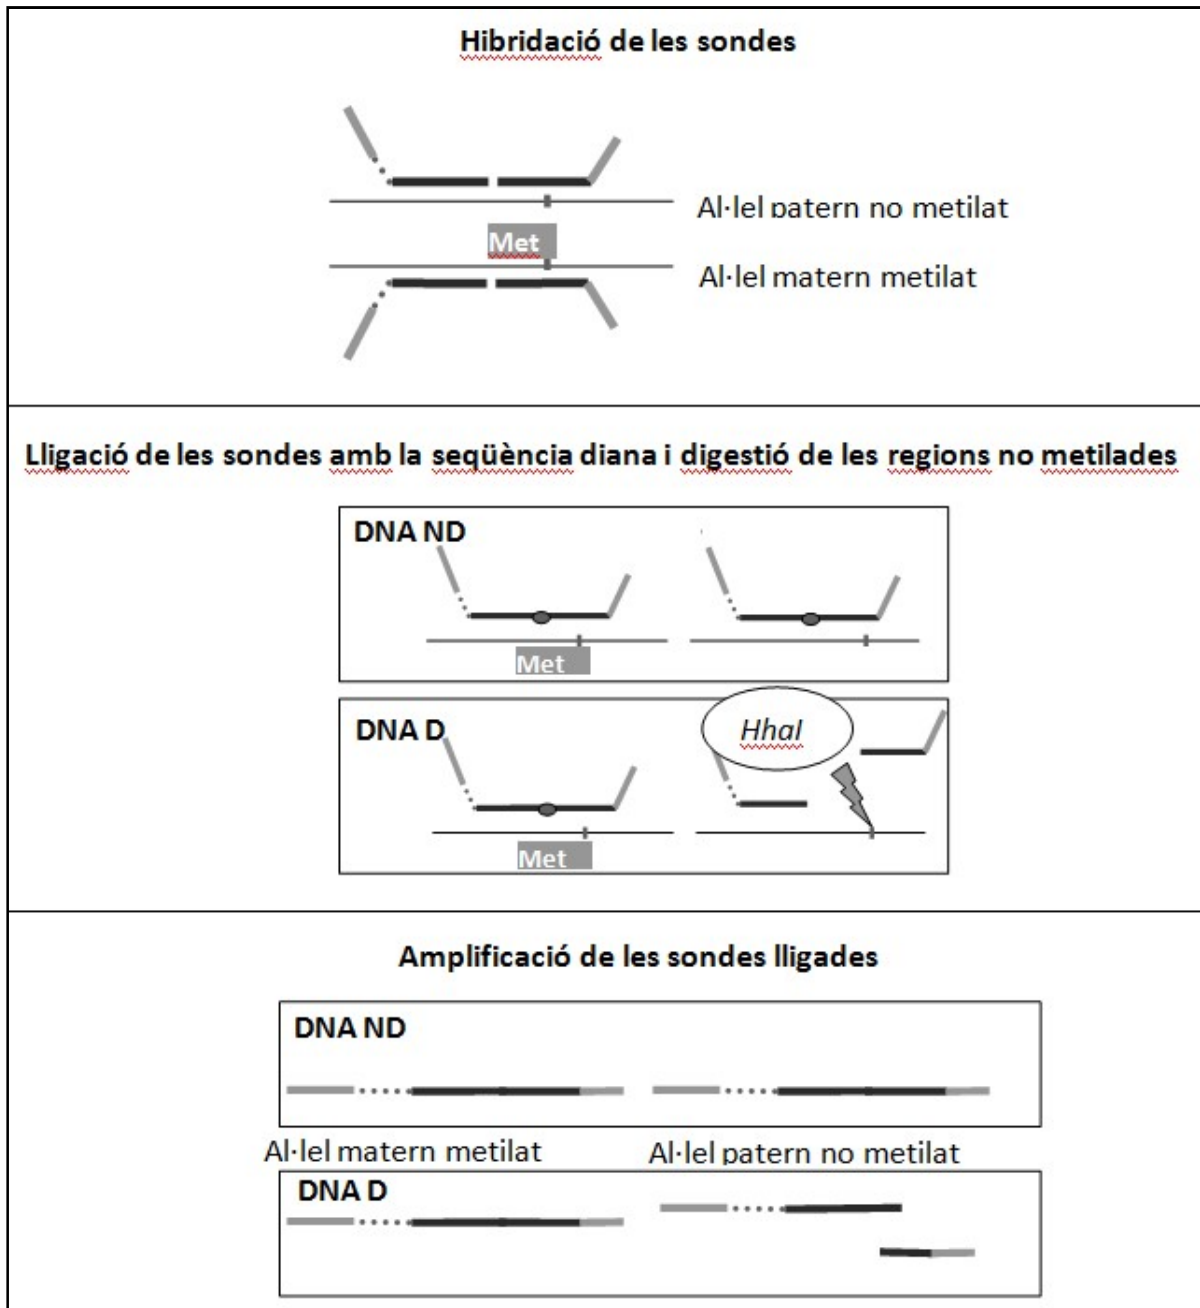 Hibridació de les sondes
Al·lel patern no metilat
Met
Al·lel matern metilat
Lligació de les sondes amb la seqüència diana i digestió de les regions no metilades
DNA ND
Met
DNA D
HhaI
Met
Amplificació de les sondes lligades
DNA ND
Al·lel matern metilat
Al·lel patern no metilat
DNA D